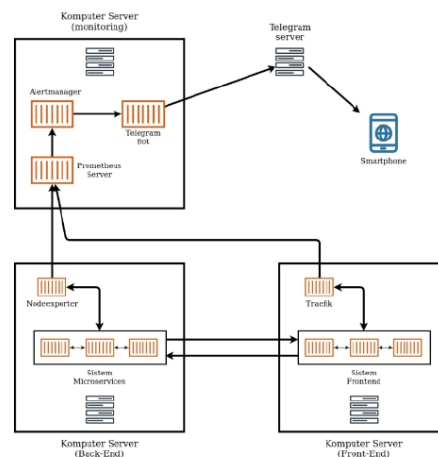 Komputer Server
(monitoring)
Telegram
server
Alertmanager
Telegram
Bot
Prometheus
Server
Smartphone
Nodeexporter
Traefik
Sistem
Microservices
Sistem
Frontend
Komputer Server
(Back-End)
Komputer Server
(Front-End)